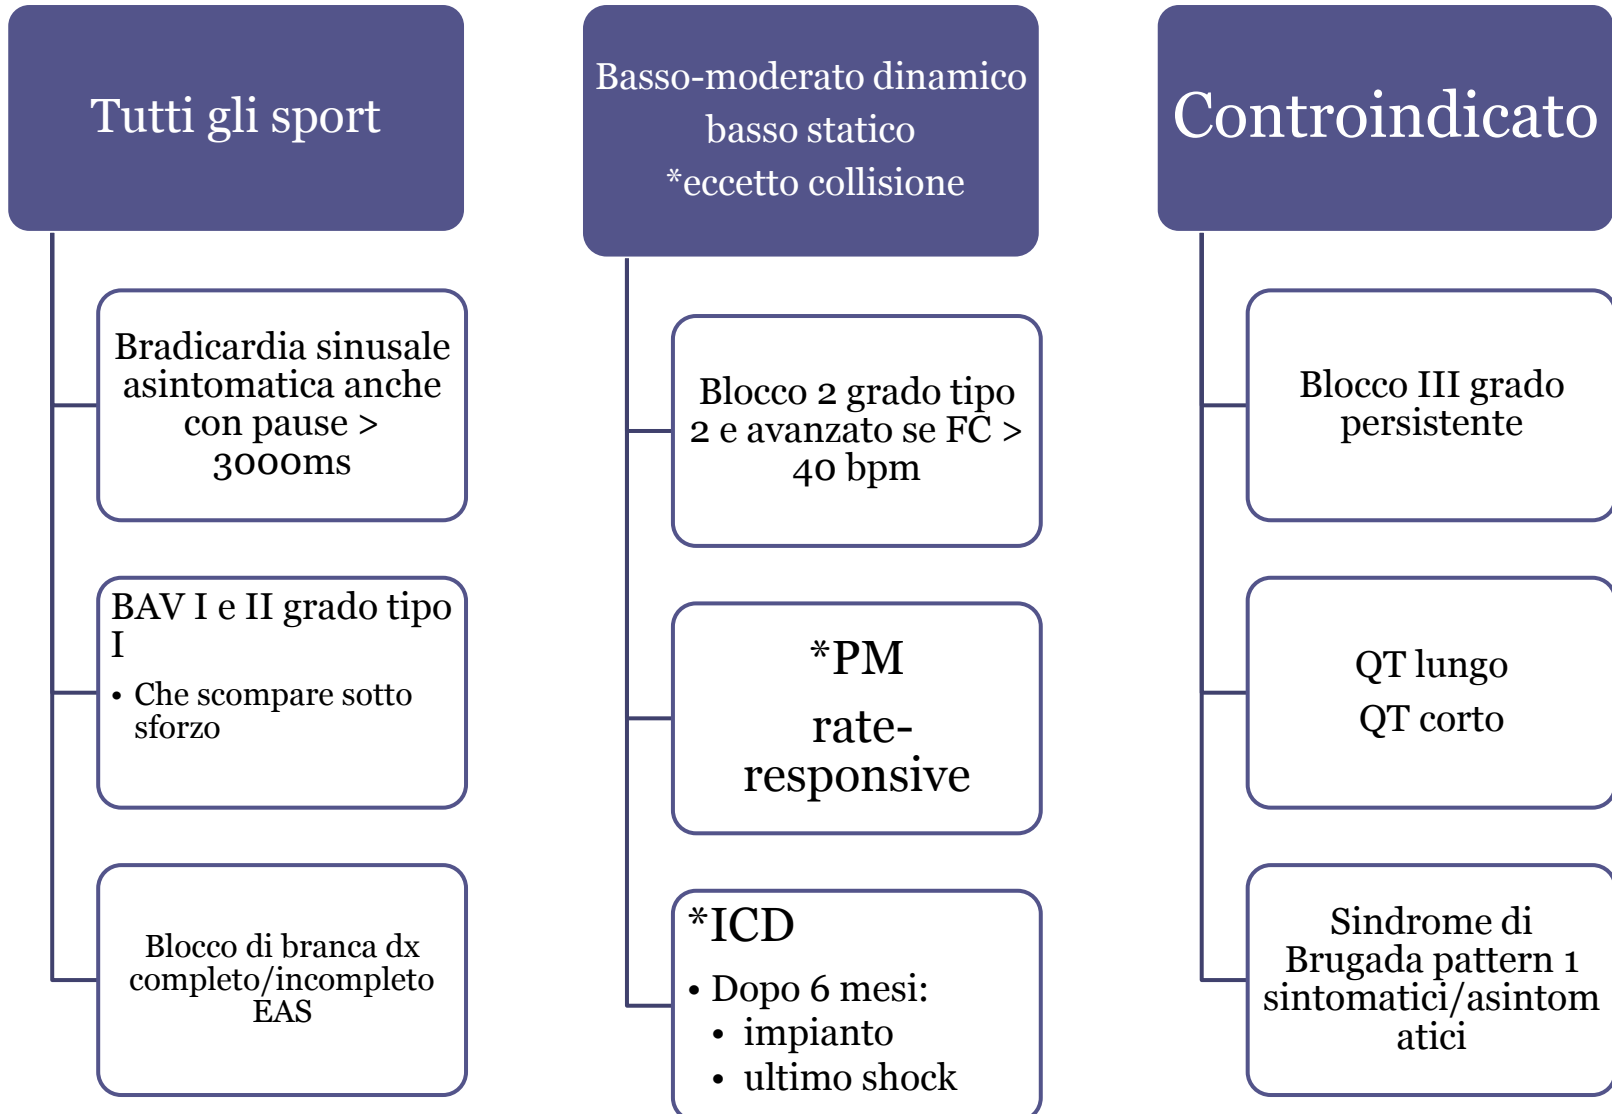 Tutti gli sport
Bradicardia sinusale
asintomatica anche
con pause >
3000ms
BAV I e II grado tipo
I
• Che scompare sotto
sforzo
Blocco di branca dx
completo/incompleto
EAS
Basso-moderato dinamico
basso statico
*eccetto collisione
Blocco 2 grado tipo
2 e avanzato se FC >
40 bpm
*PM
rate-
responsive
*ICD
• Dopo 6 mesi:
• impianto
• ultimo shock
Controindicato
Blocco III grado
persistente
QT lungo
QT corto
Sindrome di
Brugada pattern 1
sintomatici/asintom
atici